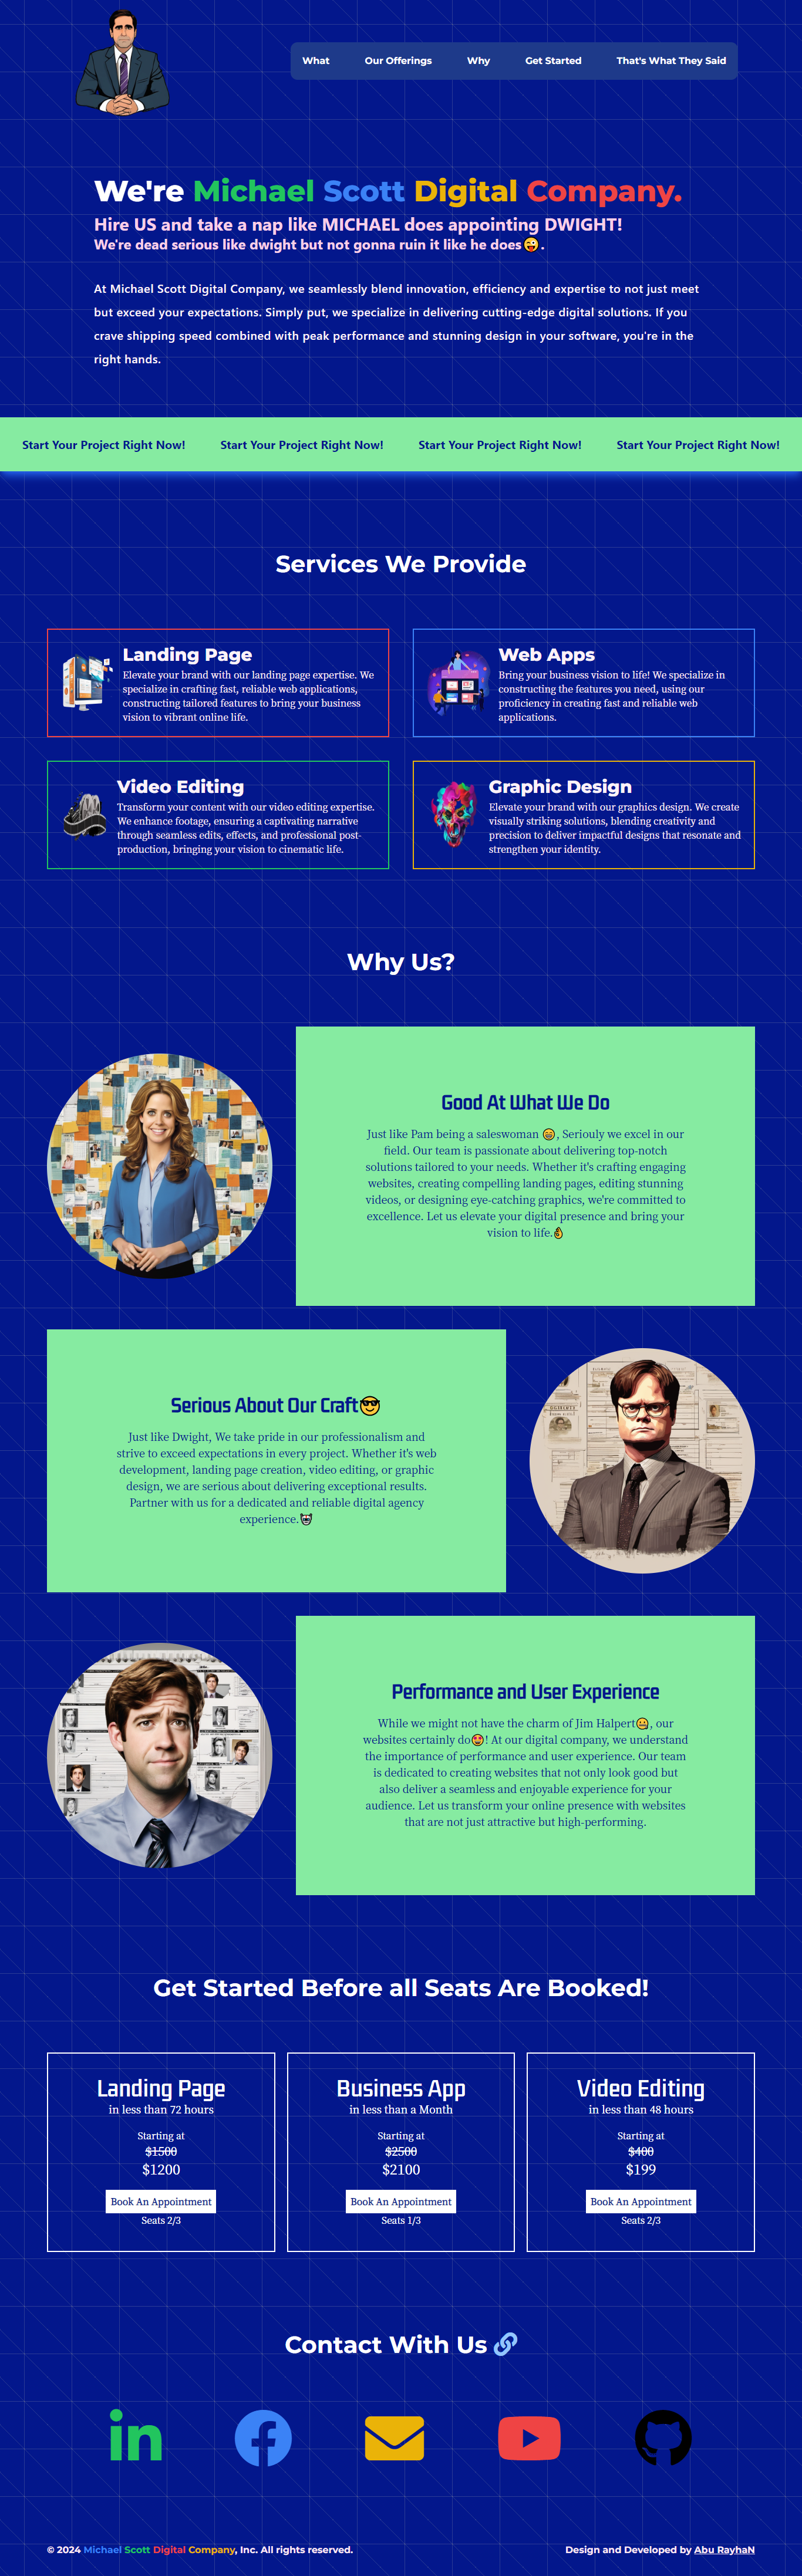 What Our Offerings Why Get Started That's What They Said
We're Michael Scott Digital Company.
Hire US and take a nap like MICHAEL does appointing DWIGHT!
We're dead serious like dwight but not gonna ruin it like he does😜.
At Michael Scott Digital Company, we seamlessly blend innovation, efficiency and expertise to not just meet
but exceed your expectations. Simply put, we specialize in delivering cutting-edge digital solutions. If you
crave shipping speed combined with peak performance and stunning design in your software, you're in the
right hands.
Start Your Project Right Now! Start Your Project Right Now! Start Your Project Right Now! Start Your Project Right Now!
Services We Provide
Landing Page
Elevate your brand with our landing page expertise. We
specialize in crafting fast, reliable web applications,
constructing tailored features to bring your business
vision to vibrant online life.
Web Apps
Bring your business vision to life! We specialize in
constructing the features you need, using our
proficiency in creating fast and reliable web
applications.
Video Editing
Transform your content with our video editing expertise.
We enhance footage, ensuring a captivating narrative
through seamless edits, effects, and professional post-
production, bringing your vision to cinematic life.
Graphic Design
Elevate your brand with our graphics design. We create
visually striking solutions, blending creativity and
precision to deliver impactful designs that resonate and
strengthen your identity.
Why Us?
Good At What We Do
Just like Pam being a saleswoman 😁, Seriouly we excel in our
field. Our team is passionate about delivering top-notch
solutions tailored to your needs. Whether it's crafting engaging
websites, creating compelling landing pages, editing stunning
videos, or designing eye-catching graphics, we're committed to
excellence. Let us elevate your digital presence and bring your
vision to life.👌
Serious About Our Craft😎
Just like Dwight, We take pride in our professionalism and
strive to exceed expectations in every project. Whether it's web
development, landing page creation, video editing, or graphic
design, we are serious about delivering exceptional results.
Partner with us for a dedicated and reliable digital agency
experience.
Performance and User Experience
While we might not have the charm of Jim Halpert🤐, our
websites certainly do😍! At our digital company, we understand
the importance of performance and user experience. Our team
is dedicated to creating websites that not only look good but
also deliver a seamless and enjoyable experience for your
audience. Let us transform your online presence with websites
that are not just attractive but high-performing.
Get Started Before all Seats Are Booked!
Landing Page
in less than 72 hours
Starting at
$1500
$1200
Book An Appointment
Seats 2/3
Business App
in less than a Month
Starting at
$2500
$2100
Book An Appointment
Seats 1/3
Video Editing
in less than 48 hours
Starting at
$400
$199
Book An Appointment
Seats 2/3
Contact With Us 🔗
in
© 2024 Michael Scott Digital Company, Inc. All rights reserved.
Design and Developed by Abu RayhaN